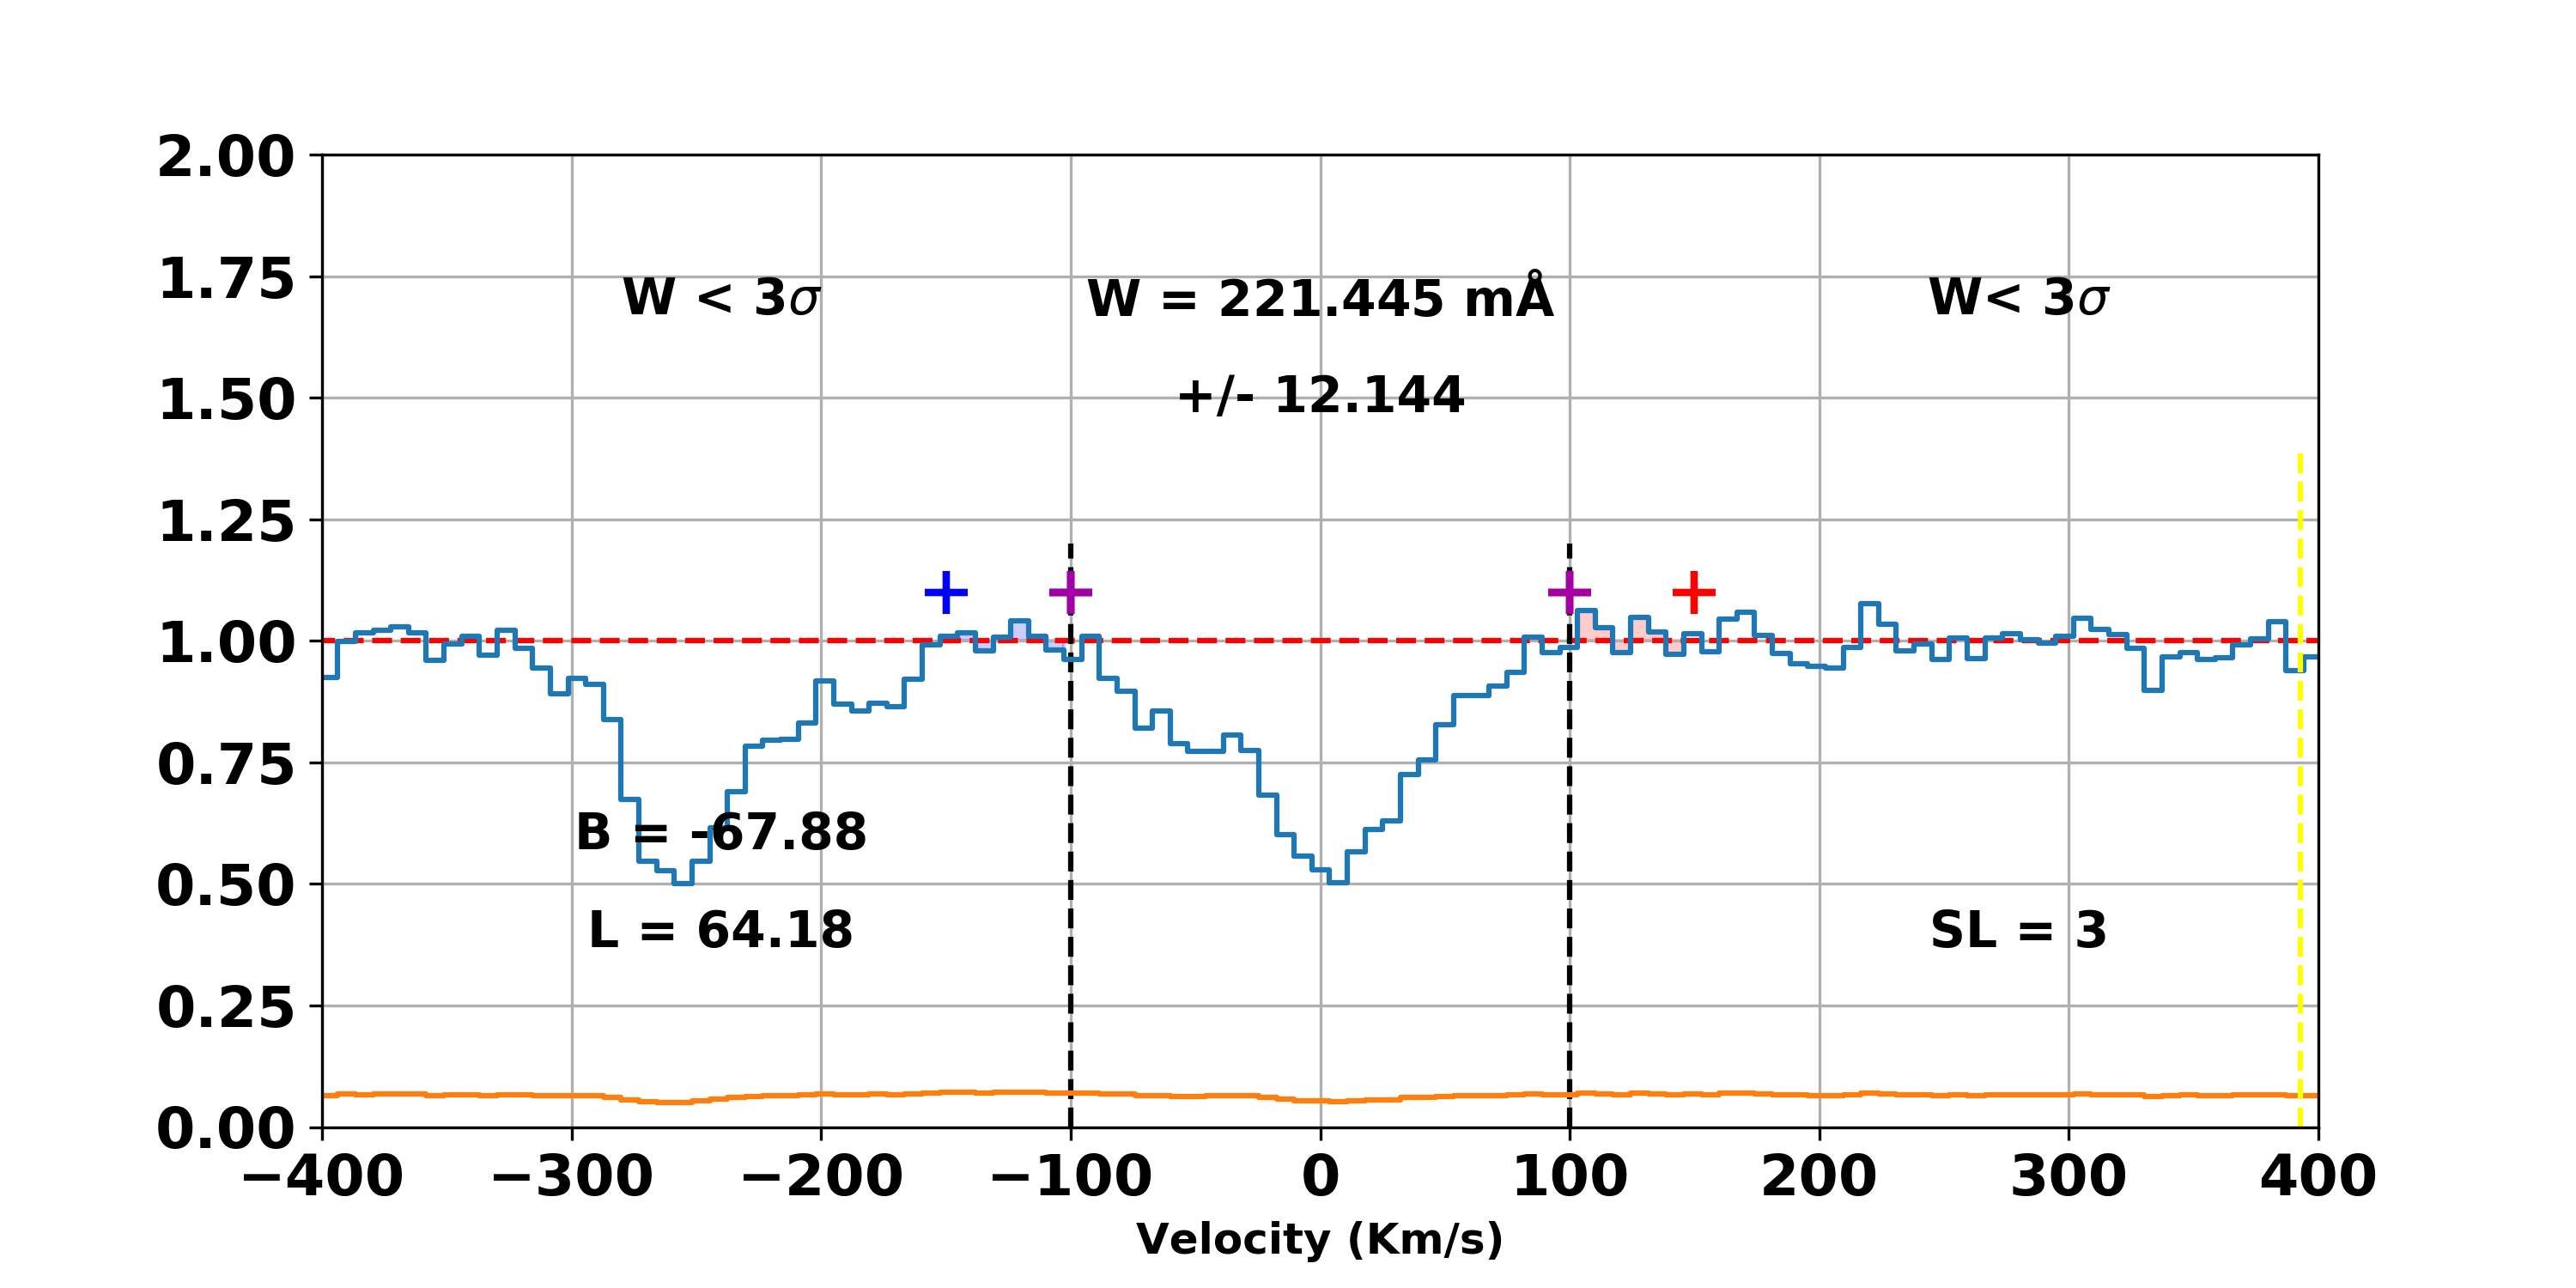 2.00
1.75
1.50
1.25
1.00
0.75
0.50
0.25
0.00
W < 3σ
W = 221.445 mÅ
+/- 12.144
W< 3σ
B = -67.88
L = 64.18
SL = 3
−400 −300 −200 −100 0 100 200 300 400
Velocity (Km/s)